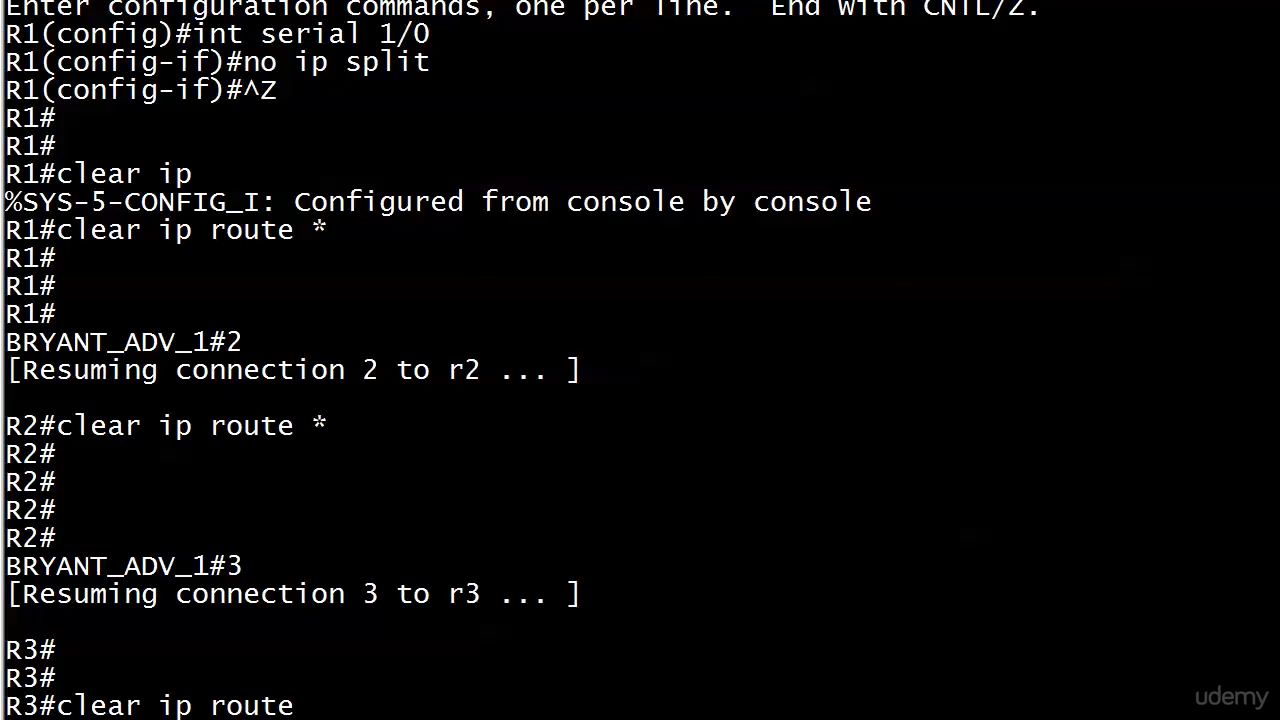 Enter configuration commands, one per line.  End with CNTL/Z.
R1(config)#int serial 1/0
R1(config-if)#no ip split
R1(config-if)#^Z
R1#
R1#
R1#clear ip
%SYS-5-CONFIG_I: Configured from console by console
R1#clear ip route *
R1#
R1#
R1#
BRYANT_ADV_1#2
[Resuming connection 2 to r2 ... ]
R2#clear ip route *
R2#
R2#
R2#
R2#
BRYANT_ADV_1#3
[Resuming connection 3 to r3 ... ]
R3#
R3#
R3#clear ip route
udemy